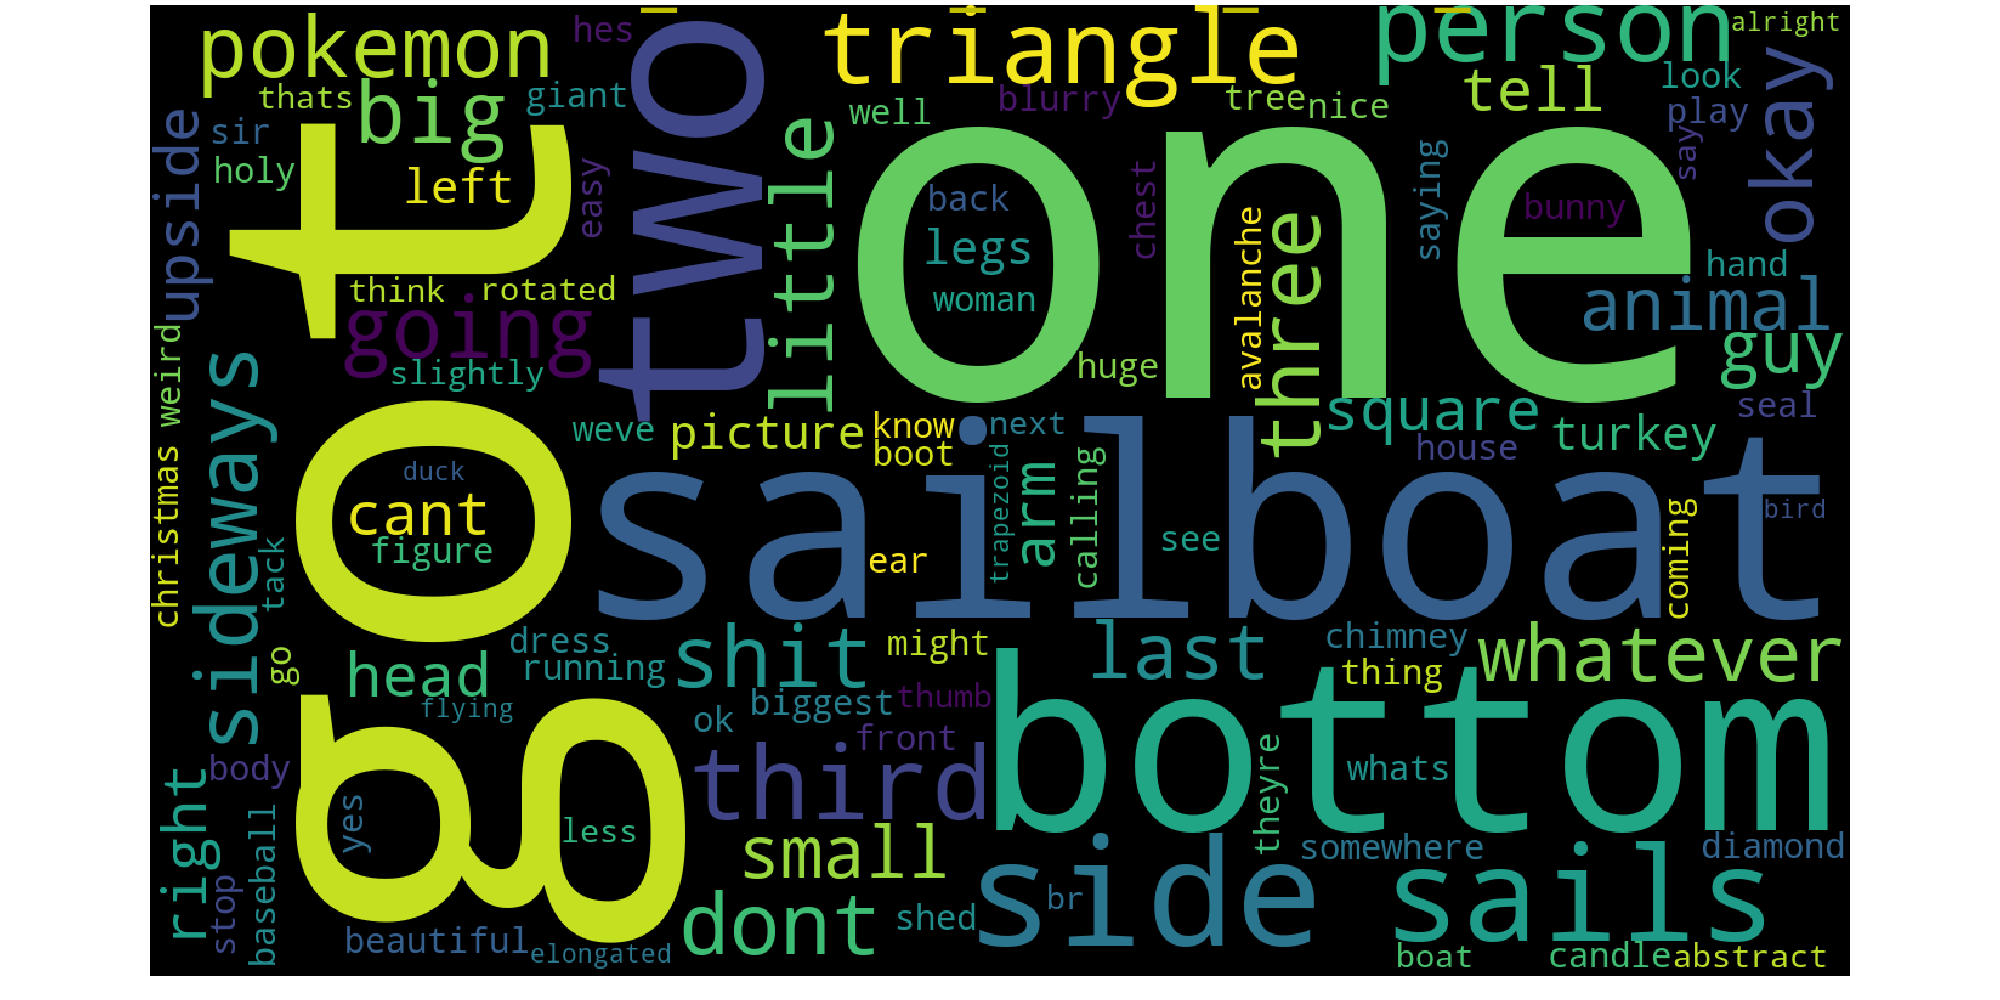 pokemon
hes
two
triangle
person
alright
thats
big
giant
little
well
blurry
tree
nice
tell
look
okay
upside
sir
holy
left
easy
got
one
back
legs
woman
chest
avalanche
three
saying
play
say
bunny
hand
animal
think
rotated
going
slightly
huge
guy
christmas
weird
sideways
weve
picture
know
boot
next
square
turkey
seal
house
duck
cant
figure
tack
sailboat
ear
trapezoid
arm
calling
see
coming
bird
go
head
dress
running
flying
shit
might
last
chimney
thing
whatever
ok
biggest
thumb
front
bottom
third
theyre
whats
right
body
yes
stop
baseball
less
small
side
somewhere
diamond
sails
dont
shed
br
beautiful
elongated
boat
candle
abstract